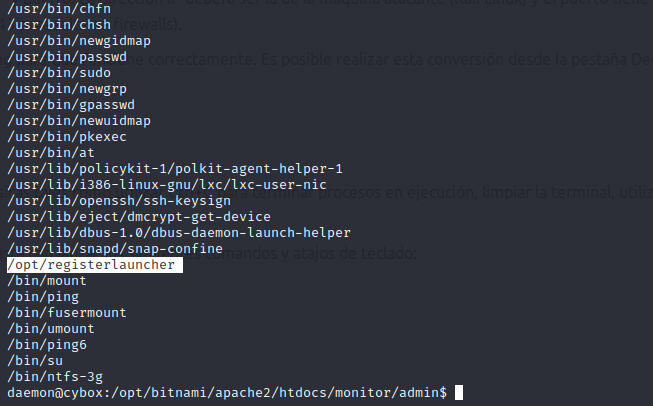 /usr/bin/chfn
/usr/bin/chsh
/usr/bin/newgidmap
/usr/bin/passwd
/usr/bin/sudo
/usr/bin/newgrp
/usr/bin/gpasswd
/usr/bin/newuidmap
/usr/bin/pkexec
/usr/bin/at
/usr/lib/policykit-1/polkit-agent-helper-1
/usr/lib/i386-linux-gnu/lxc/lxc-user-nic
/usr/lib/openssh/ssh-keysign
/usr/lib/eject/dmcrypt-get-device
/usr/lib/dbus-1.0/dbus-daemon-launch-helper
/usr/lib/snapd/snap-confine
/opt/registerlauncher
/bin/mount
/bin/ping
/bin/fusermount
/bin/umount
/bin/ping6
/bin/su
/bin/ntfs-3g
daemon@cybox:/opt/bitnami/apache2/htdocs/monitor/admin$